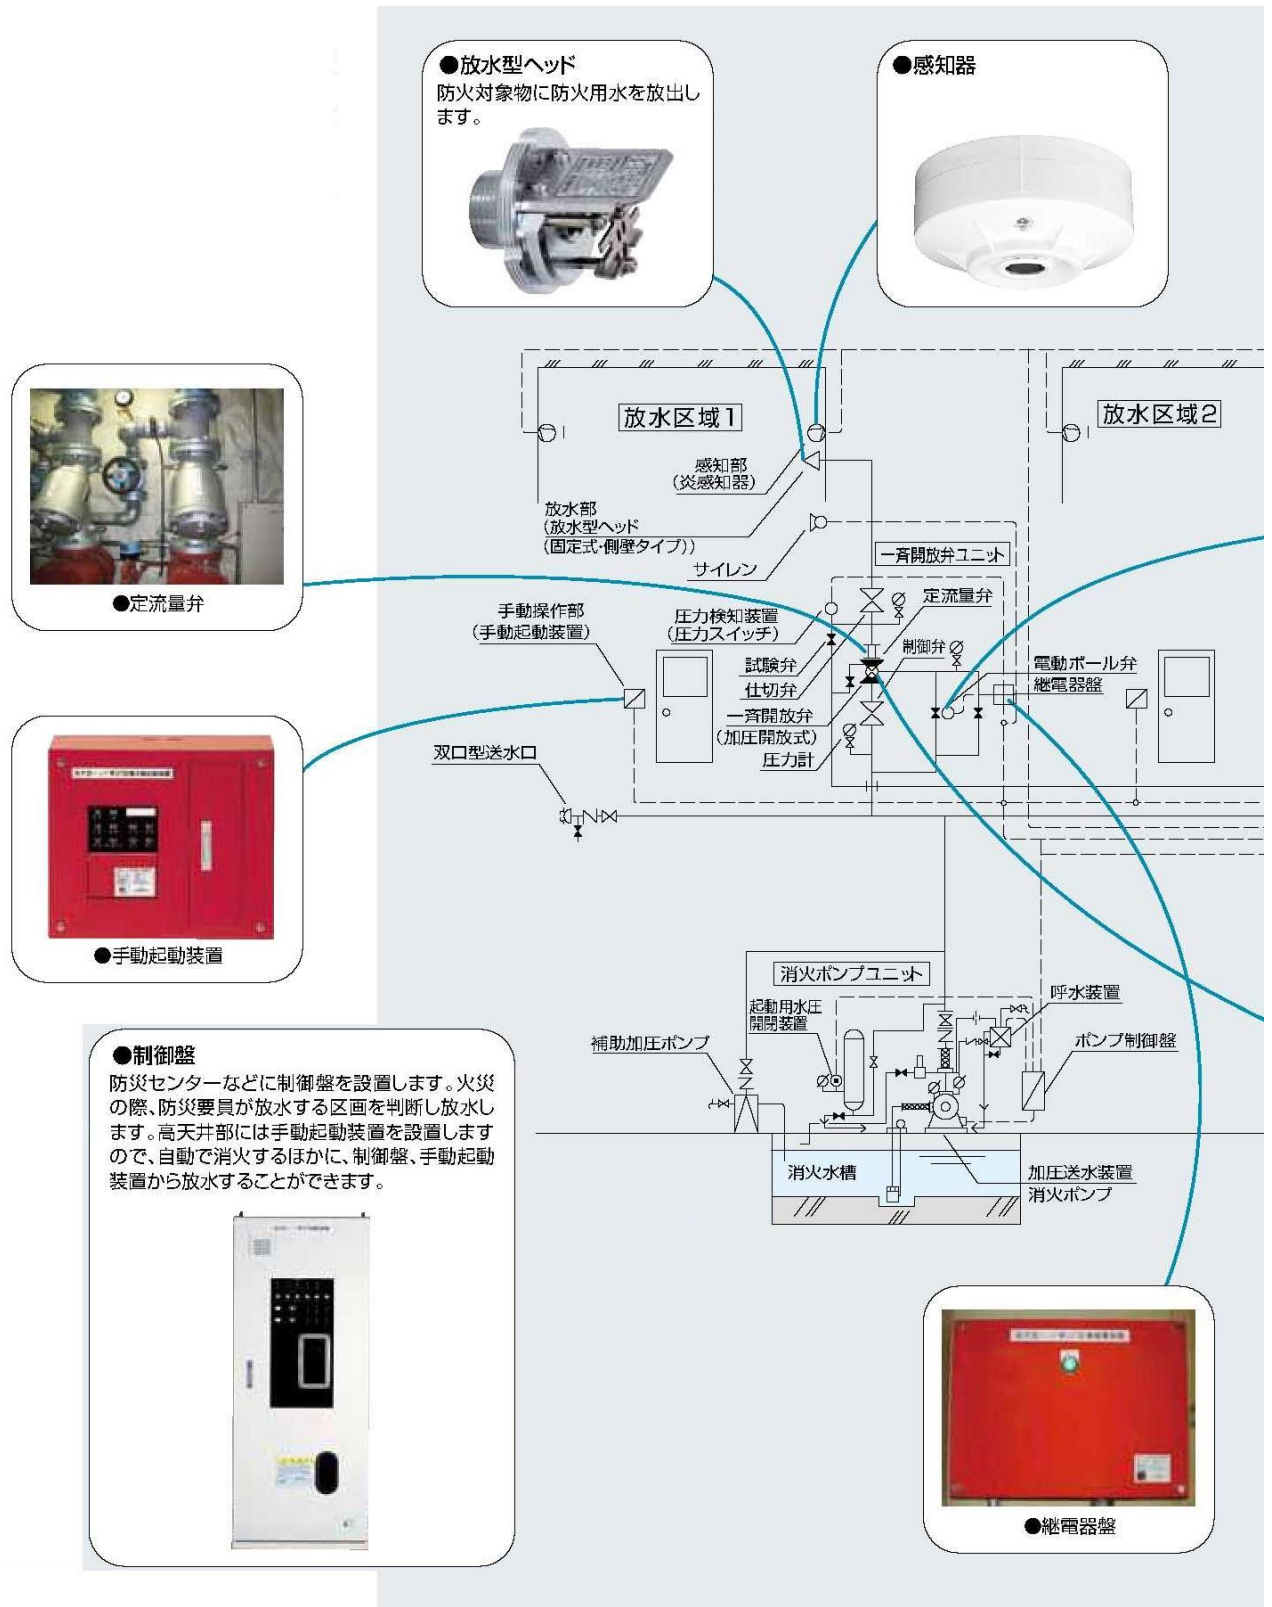 ●放水型ヘッド
防火対象物に防火用水を放出し
ます。
●感知器
放水区域1
放水区域2
感知部
(炎感知器)
放水部
(放水型ヘッド
(固定式・側壁タイプ))
サイレン
一斉開放弁ユニット
●定流量弁
手動操作部
(手動起動装置)
圧力検知装置
(圧力スイッチ)
定流量弁
制御弁
試験弁
仕切弁
一斉開放弁
(加圧開放式)
圧力計
電動ボール弁
継電器盤
双口型送水口
●手動起動装置
消火ポンプユニット
起動用水圧
開閉装置
呼水装置
補助加圧ポンプ
ポンプ制御盤
消火水槽
加圧送水装置
消火ポンプ
●制御盤
防災センターなどに制御盤を設置します。火災
の際、防災要員が放水する区画を判断し放水し
ます。高天井部には手動起動装置を設置します
ので、自動で消火するほかに、制御盤、手動起動
装置から放水することができます。
●継電器盤